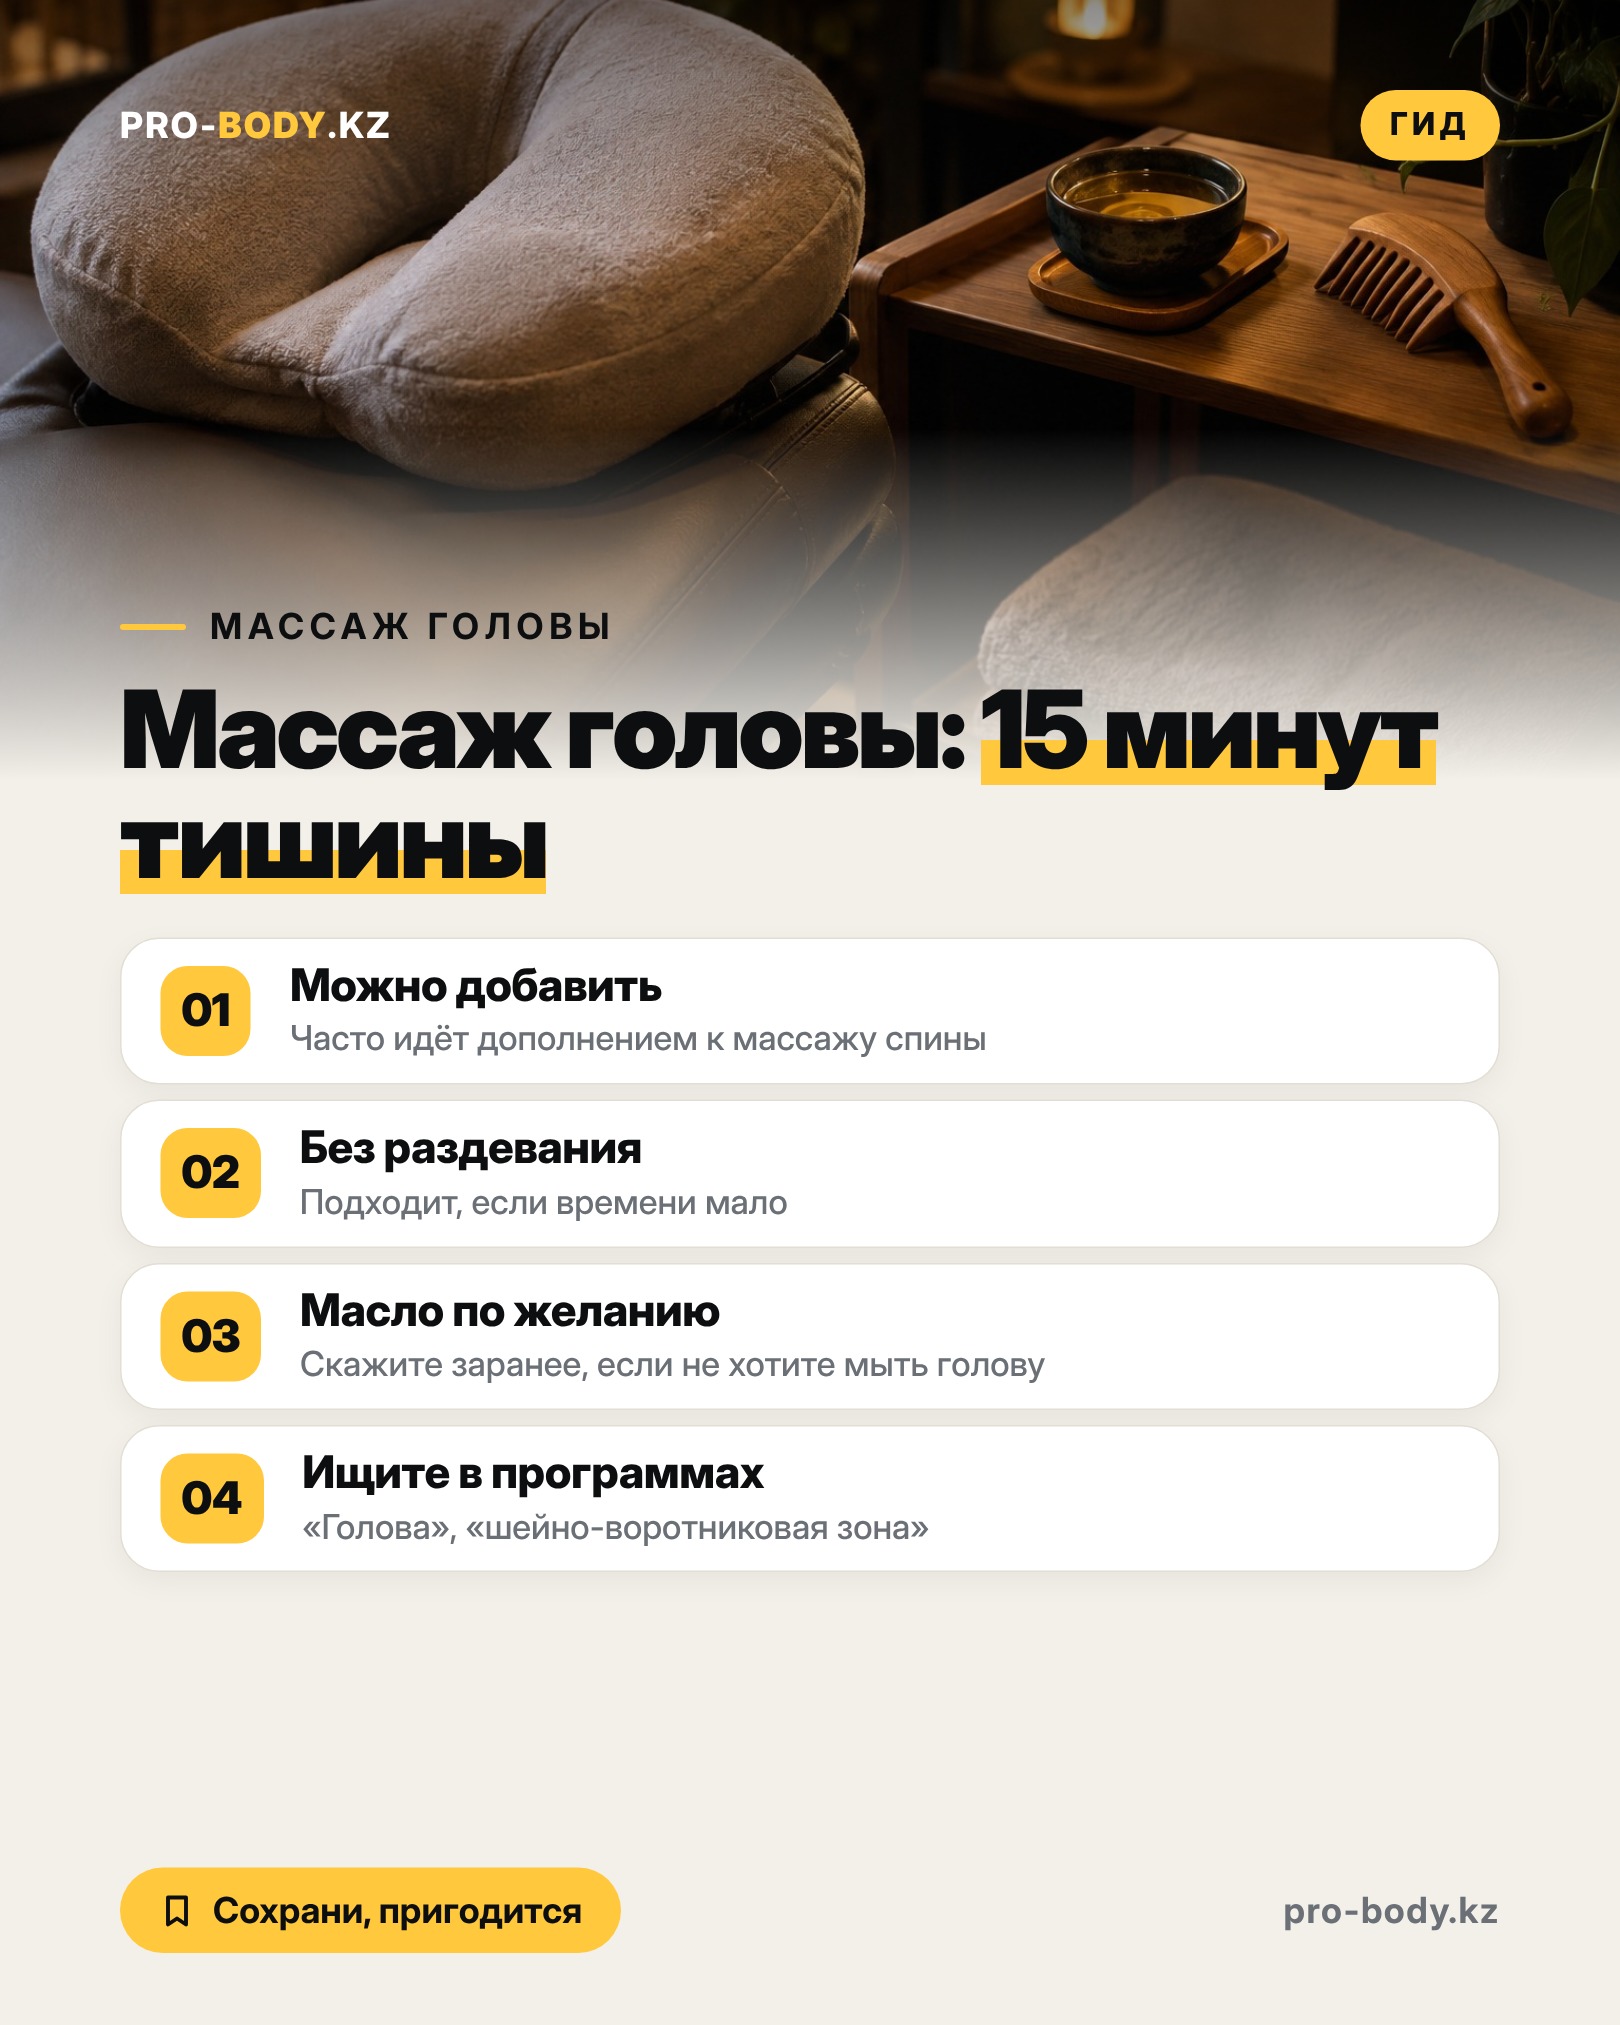 PRO-BODY.KZ
ГИД
МАССАЖ ГОЛОВЫ
Массаж головы: 15 минут
тишины
01
Можно добавить
Часто идёт дополнением к массажу спины
02
Без раздевания
Подходит, если времени мало
03
Масло по желанию
Скажите заранее, если не хотите мыть голову
04
Ищите в программах
«Голова», «шейно-воротниковая зона»
Сохрани, пригодится
pro-body.kz